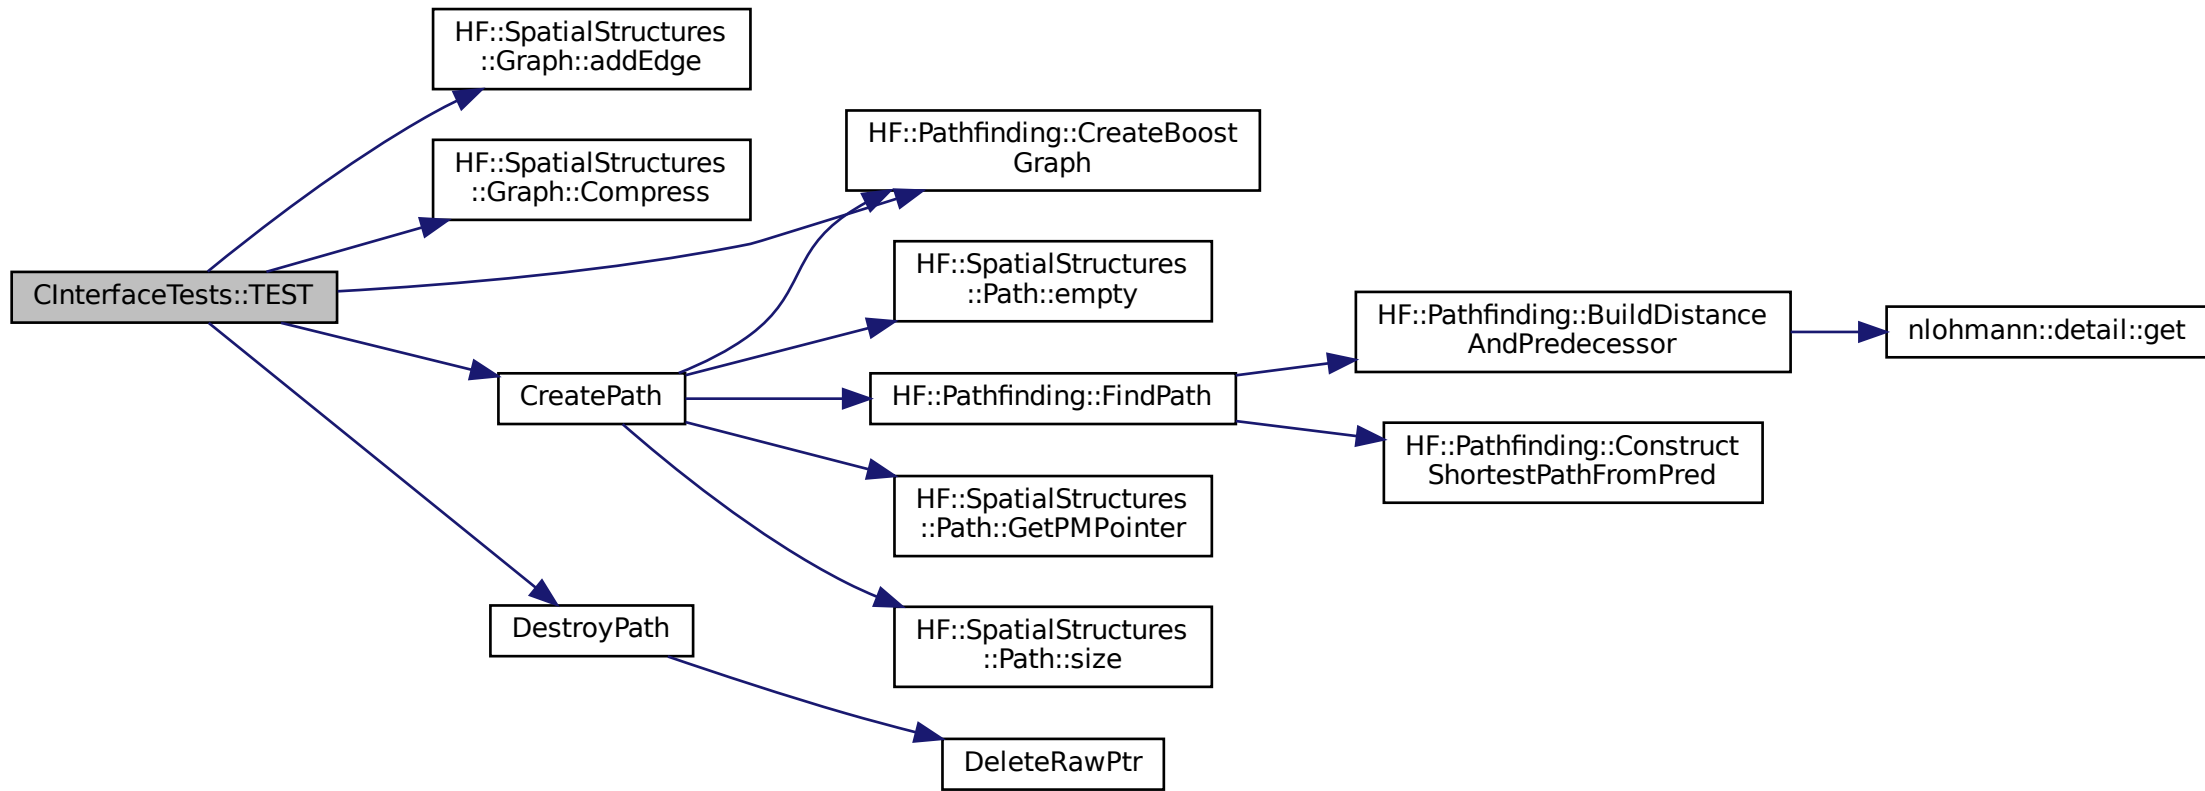 HF::SpatialStructures
::Graph::addEdge
HF::SpatialStructures
::Graph::Compress
CInterfaceTests::TEST
CreatePath
DestroyPath
HF::Pathfinding::CreateBoost
Graph
HF::SpatialStructures
::Path::empty
HF::Pathfinding::FindPath
HF::SpatialStructures
::Path::GetPMPointer
HF::SpatialStructures
::Path::size
DeleteRawPtr
HF::Pathfinding::BuildDistance
AndPredecessor
HF::Pathfinding::Construct
ShortestPathFromPred
nlohmann::detail::get